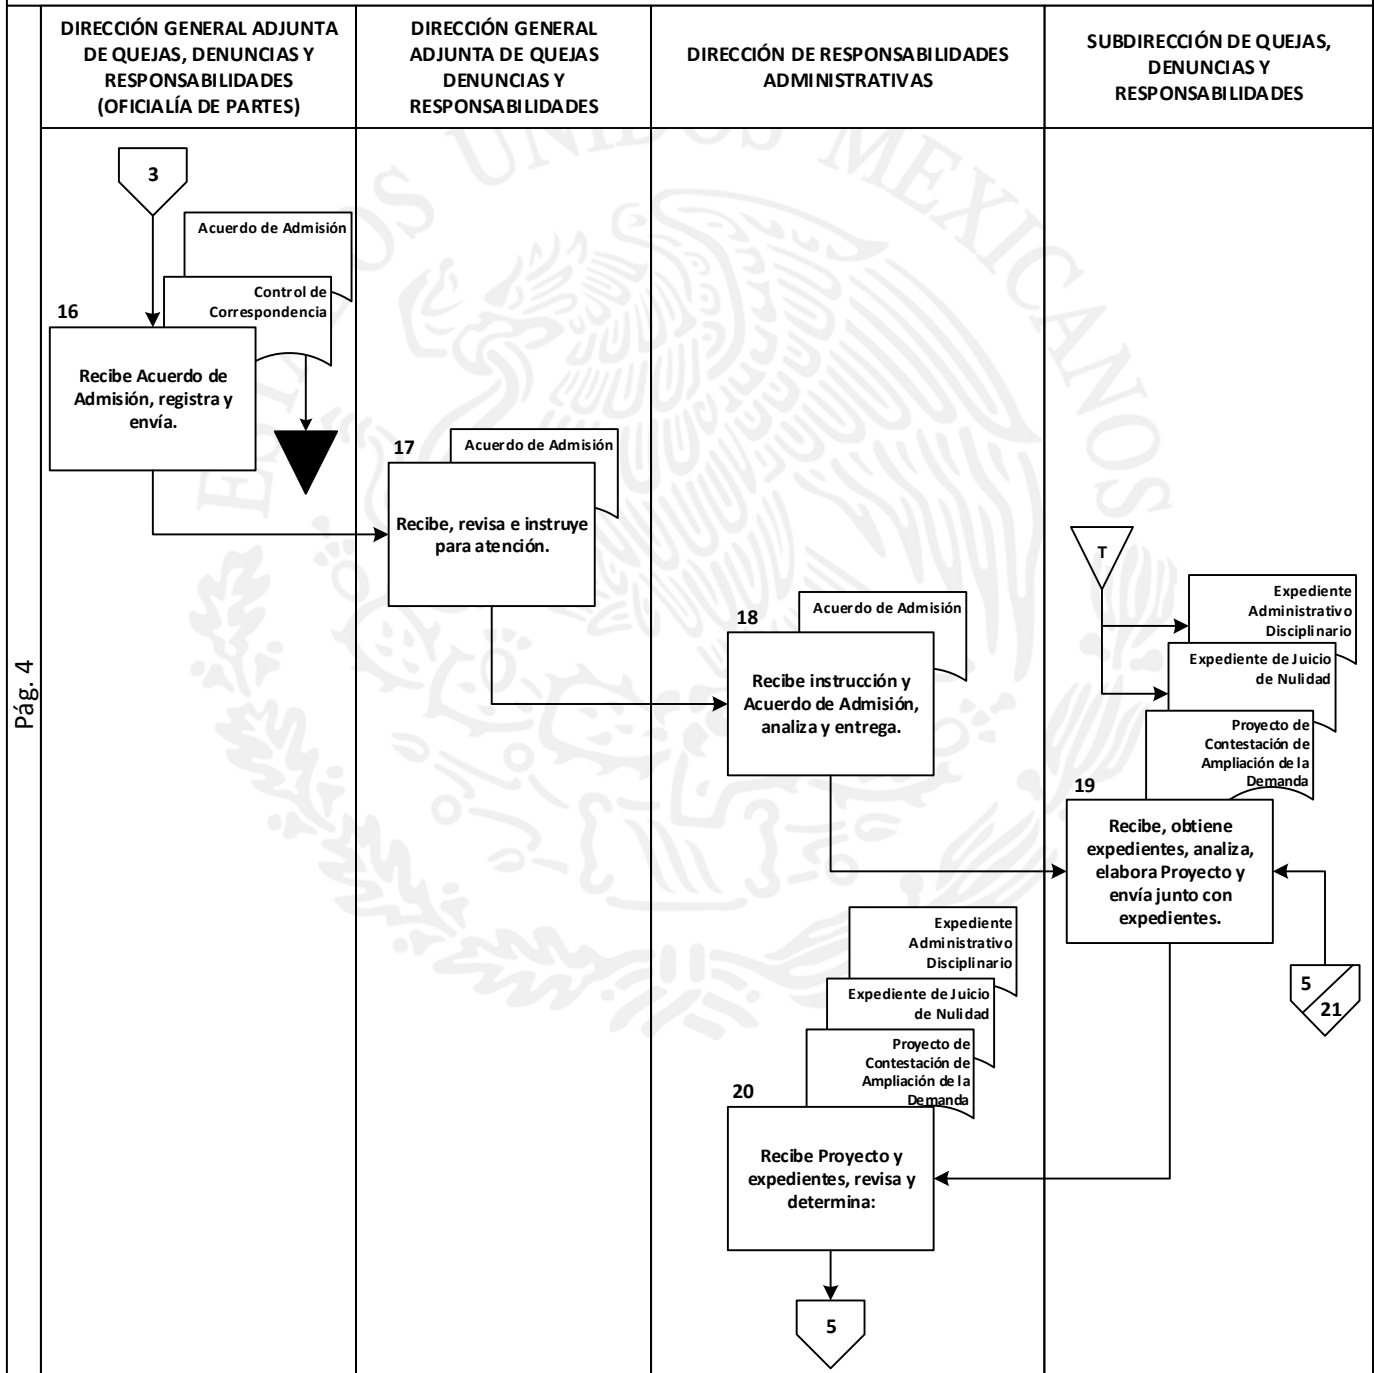 DIRECCIÓN GENERAL ADJUNTA
DE QUEJAS, DENUNCIAS Y
RESPONSABILIDADES
(OFICIALÍA DE PARTES)
DIRECCIÓN GENERAL
ADJUNTA DE QUEJAS
DENUNCIAS Y
RESPONSABILIDADES
DIRECCIÓN DE RESPONSABILIDADES
ADMINISTRATIVAS
SUBDIRECCIÓN DE QUEJAS,
DENUNCIAS Y
RESPONSABILIDADES
ESTADOS UNIDOS MEXICANOS
Pág. 4
3
Acuerdo de Admisión
Control de
Correspondencia
16
Recibe Acuerdo de
Admisión, registra y
envía.
17
Acuerdo de Admisión
Recibe, revisa e instruye
para atención.
18
Acuerdo de Admisión
Recibe instrucción y
Acuerdo de Admisión,
analiza y entrega.
T
Expediente
Administrativo
Disciplinario
Expediente de Juicio
de Nulidad
Proyecto de
Contestación de
Ampliación de la
Demanda
19
Recibe, obtiene
expedientes, analiza,
elabora Proyecto y
envía junto con
expedientes.
5
21
Expediente
Administrativo
Disciplinario
Expediente de Juicio
de Nulidad
Proyecto de
Contestación de
Ampliación de la
Demanda
20
Recibe Proyecto y
expedientes, revisa y
determina:
5